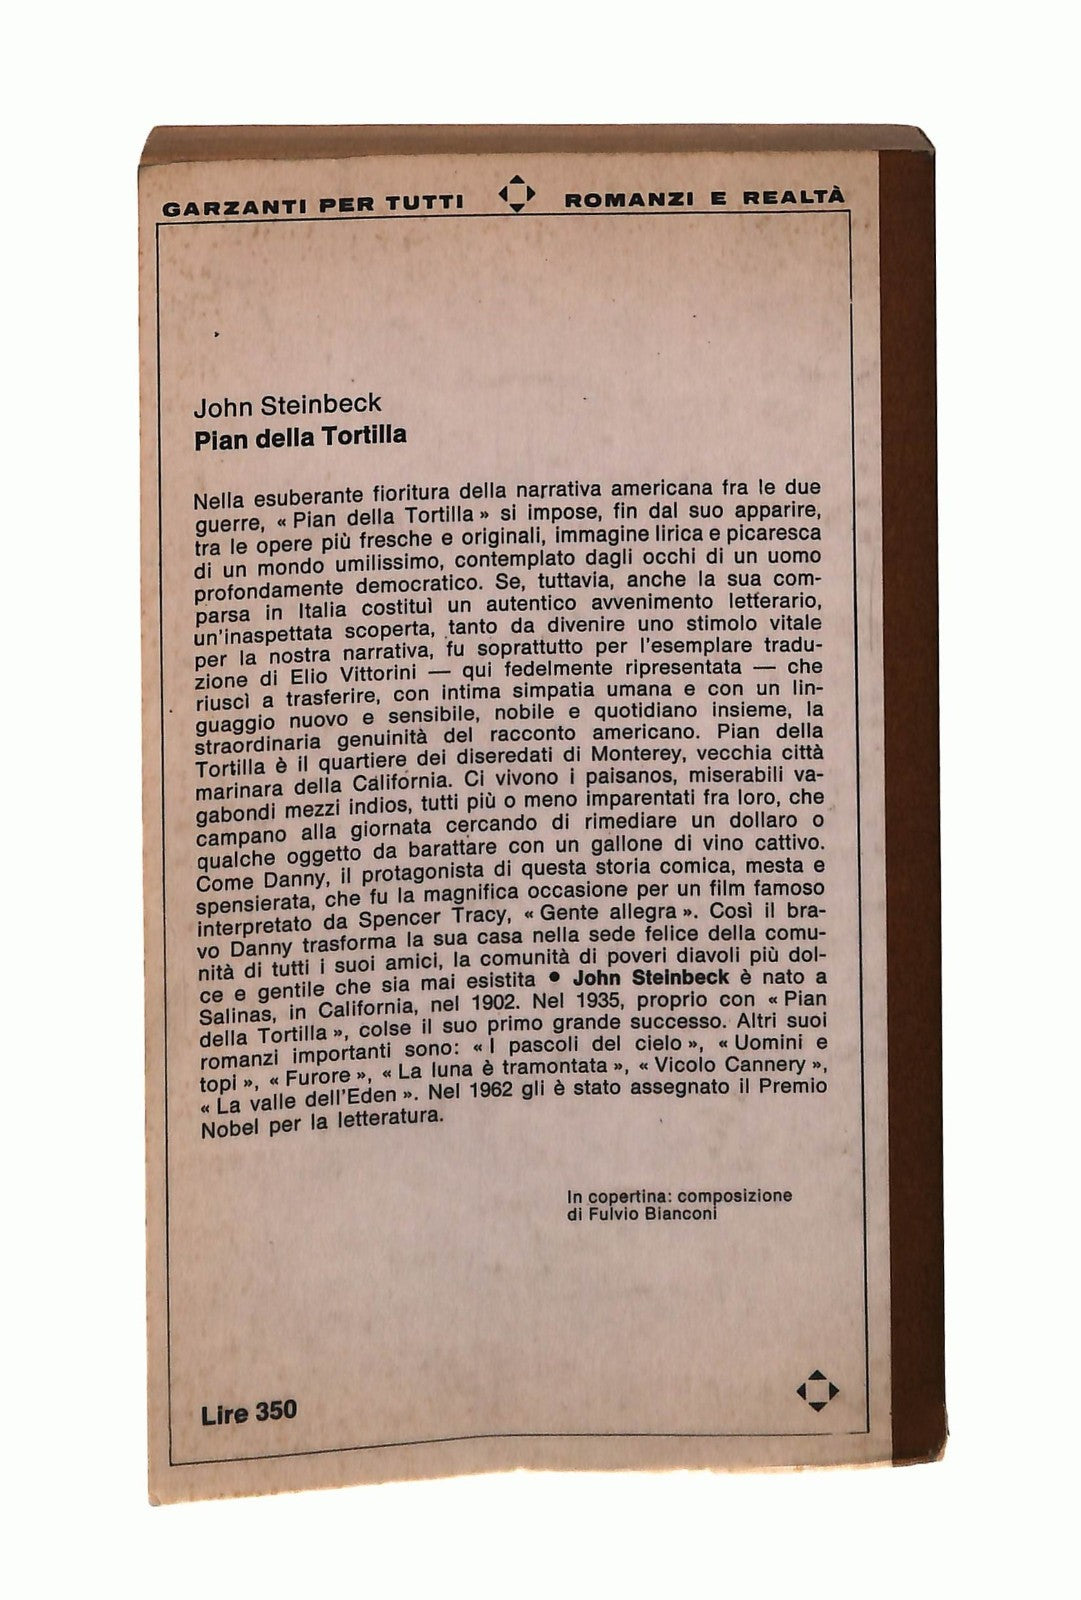 GARZANTI PER TUTTI ROMANZI E REALTÀ
John Steinbeck
Pian della Tortilla
Nella esuberante fioritura della narrativa americana fra le due
guerre, « Pian della Tortilla » si impose, fin dal suo apparire,
tra le opere più fresche e originali, immagine lirica e picaresca
di un mondo umilissimo, contemplato dagli occhi di un uomo
profondamente democratico. Se, tuttavia, anche la sua com-
parsa in Italia costituì un autentico avvenimento letterario,
un'inaspettata scoperta, tanto da divenire uno stimolo vitale
per la nostra narrativa, fu soprattutto per l'esemplare tradu-
zione di Elio Vittorini — qui fedelmente ripresentata — che
riuscì a trasferire, con intima simpatia umana e con un lin-
guaggio nuovo e sensibile, nobile e quotidiano insieme, la
straordinaria genuinità del racconto americano. Pian della
Tortilla è il quartiere dei diseredati di Monterey, vecchia città
marinara della California. Ci vivono i paisanos, miserabili va-
gabondi mezzi indios, tutti più o meno imparentati fra loro, che
campano alla giornata cercando di rimediare un dollaro o
qualche oggetto da barattare con un gallone di vino cattivo.
Come Danny, il protagonista di questa storia comica, mesta e
spensierata, che fu la magnifica occasione per un film famoso
interpretato da Spencer Tracy, « Gente allegra ». Così il bra-
vo Danny trasforma la sua casa nella sede felice della comu-
nità di tutti i suoi amici, la comunità di poveri diavoli più dol-
ce e gentile che sia mai esistita • John Steinbeck è nato a
Salinas, in California, nel 1902. Nel 1935, proprio con « Pian
della Tortilla », colse il suo primo grande successo. Altri suoi
romanzi importanti sono: « I pascoli del cielo », « Uomini e
topi », « Furore », « La luna è tramontata », « Vicolo Cannery »,
« La valle dell'Eden ». Nel 1962 gli è stato assegnato il Premio
Nobel per la letteratura.
In copertina: composizione
di Fulvio Bianconi
Lire 350